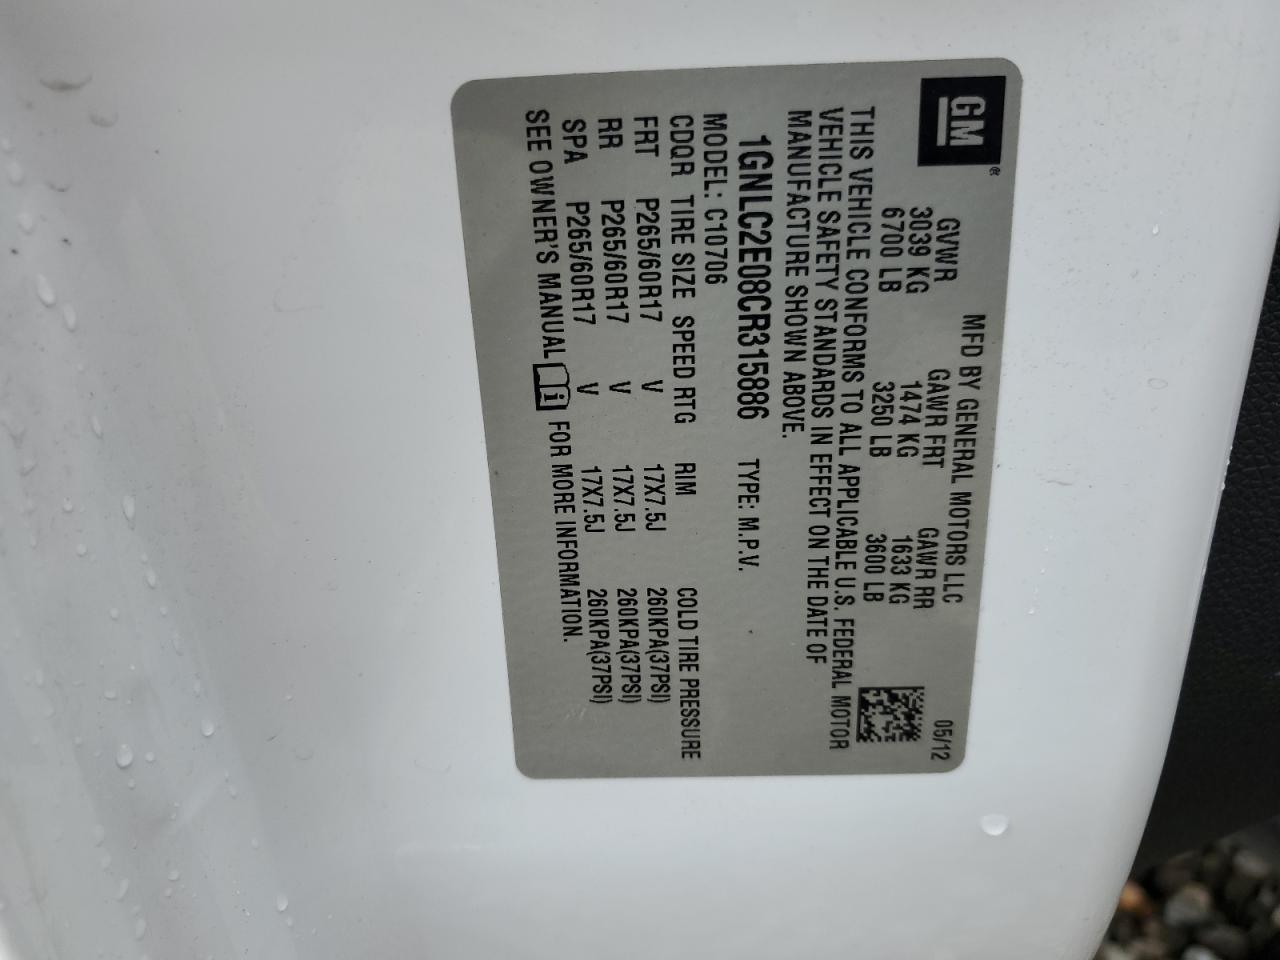 GM
MFD BY GENERAL MOTORS LLC 05/12
GVWR GAWR FRT GAWR RR
3039 KG 1474 KG 1633 KG
6700 LB 3250 LB 3600 LB
THIS VEHICLE CONFORMS TO ALL APPLICABLE U.S. FEDERAL MOTOR
VEHICLE SAFETY STANDARDS IN EFFECT ON THE DATE OF
MANUFACTURE SHOWN ABOVE.
1GNLC2E08CR315886 TYPE: M.P.V.
MODEL: C10706
CDQR TIRE SIZE SPEED RTG RIM COLD TIRE PRESSURE
FRT P265/60R17 V 17X7.5J 260KPA(37PSI)
RR P265/60R17 V 17X7.5J 260KPA(37PSI)
SPA P265/60R17 V 17X7.5J 260KPA(37PSI)
SEE OWNER'S MANUAL i FOR MORE INFORMATION.